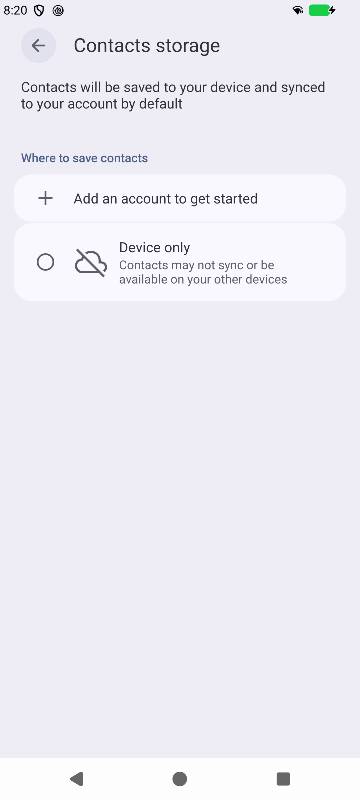 8:20
Contacts storage
Contacts will be saved to your device and synced
to your account by default
Where to save contacts
Add an account to get started
Device only
Contacts may not sync or be
available on your other devices